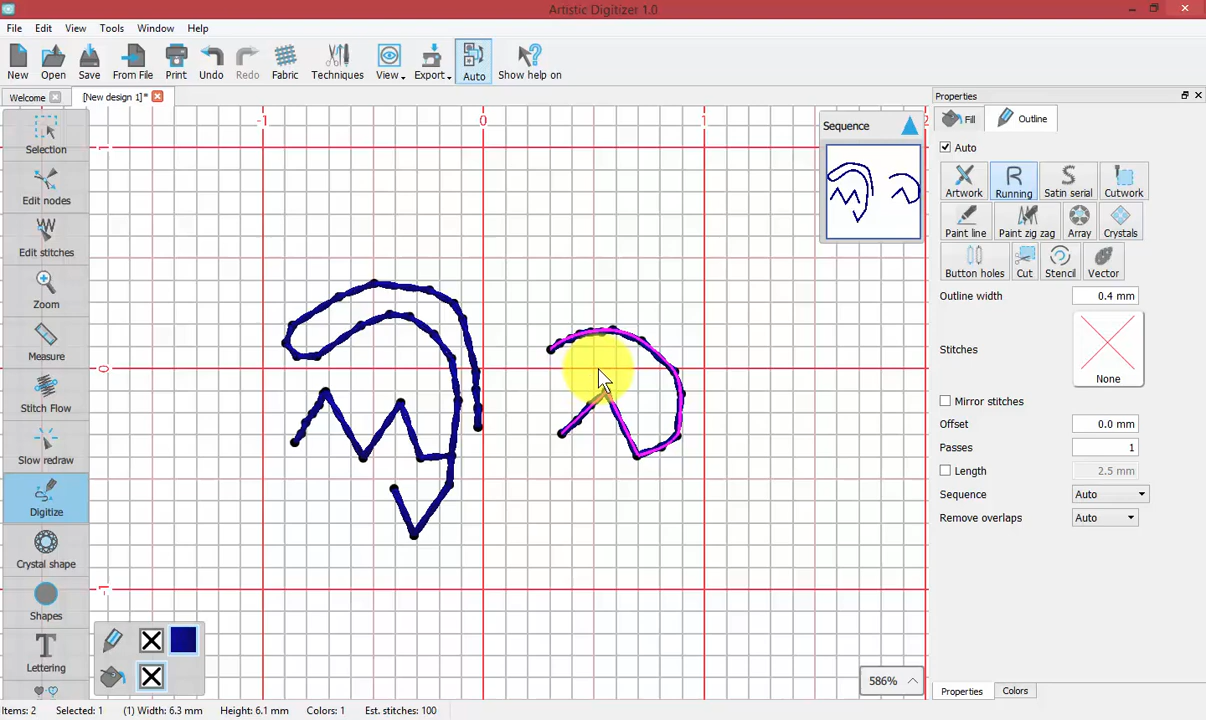 Artistic Digitizer 1.0
File Edit View Tools Window Help
New Open Save From File Print Undo Redo Fabric Techniques View Export Auto Show help on
Welcome [New design 1]*
Properties
Selection
Edit nodes
Edit stitches
Zoom
Measure
Stitch Flow
Slow redraw
Digitize
Crystal shape
Shapes
Lettering
-1 0 1 2
1
0
-1
Sequence
586%
Fill Outline
Auto
Artwork Running Satin serial Cutwork
Paint line Paint zig zag Array Crystals
Button holes Cut Stencil Vector
Outline width 0.4 mm
Stitches
None
Mirror stitches
Offset 0.0 mm
Passes 1
Length 2.5 mm
Sequence Auto
Remove overlaps Auto
Properties Colors
Items: 2 Selected: 1 (1) Width: 6.3 mm Height: 6.1 mm Colors: 1 Est. stitches: 100